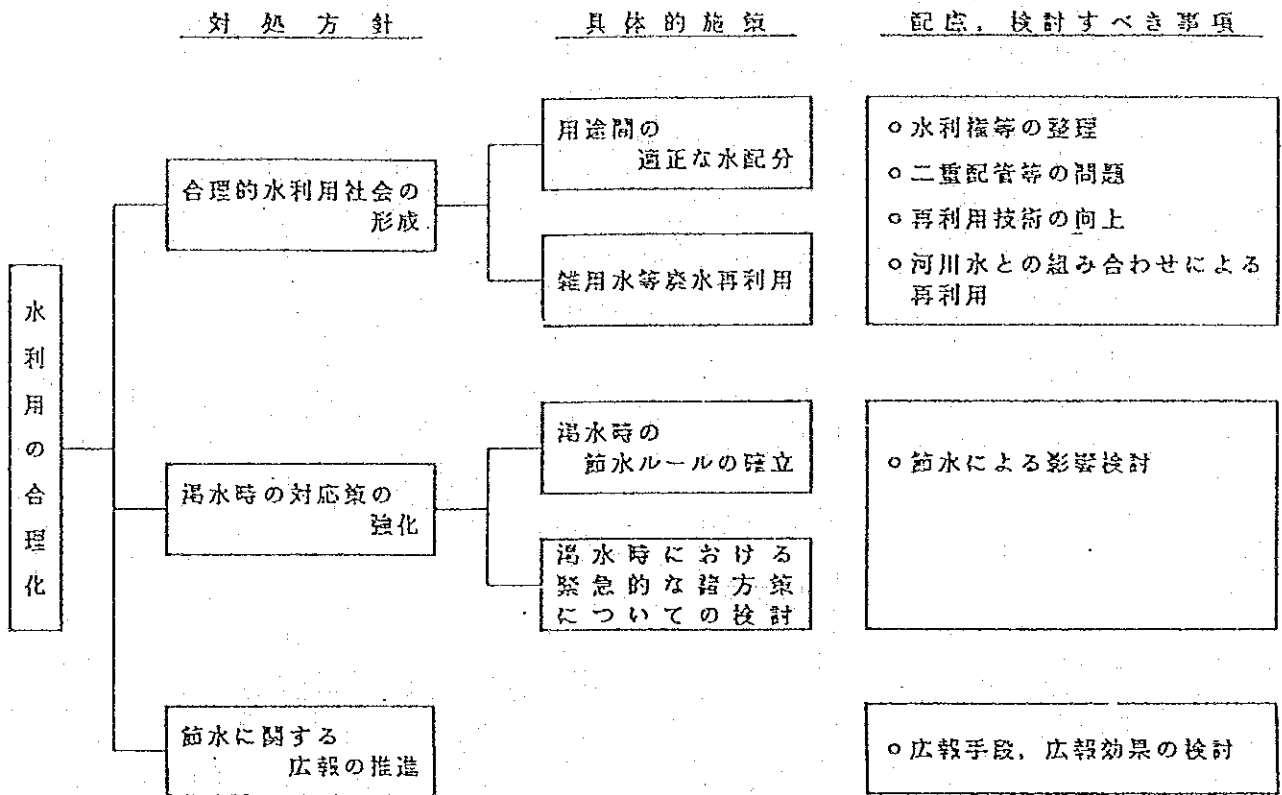 対処方針
具体的施策
配点，検討すべき事項
水利用の合理化
合理的水利用社会の
形成
用途間の
適正な水配分
雑用水等廃水再利用
○水利権等の整理
○二重配管等の問題
○再利用技術の向上
○河川水との組み合わせによる
再利用
渇水時の対応策の
強化
渇水時の
節水ルールの確立
渇水時における
緊急的な諸方策
についての検討
○節水による影響検討
節水に関する
広報の推進
○広報手段，広報効果の検討